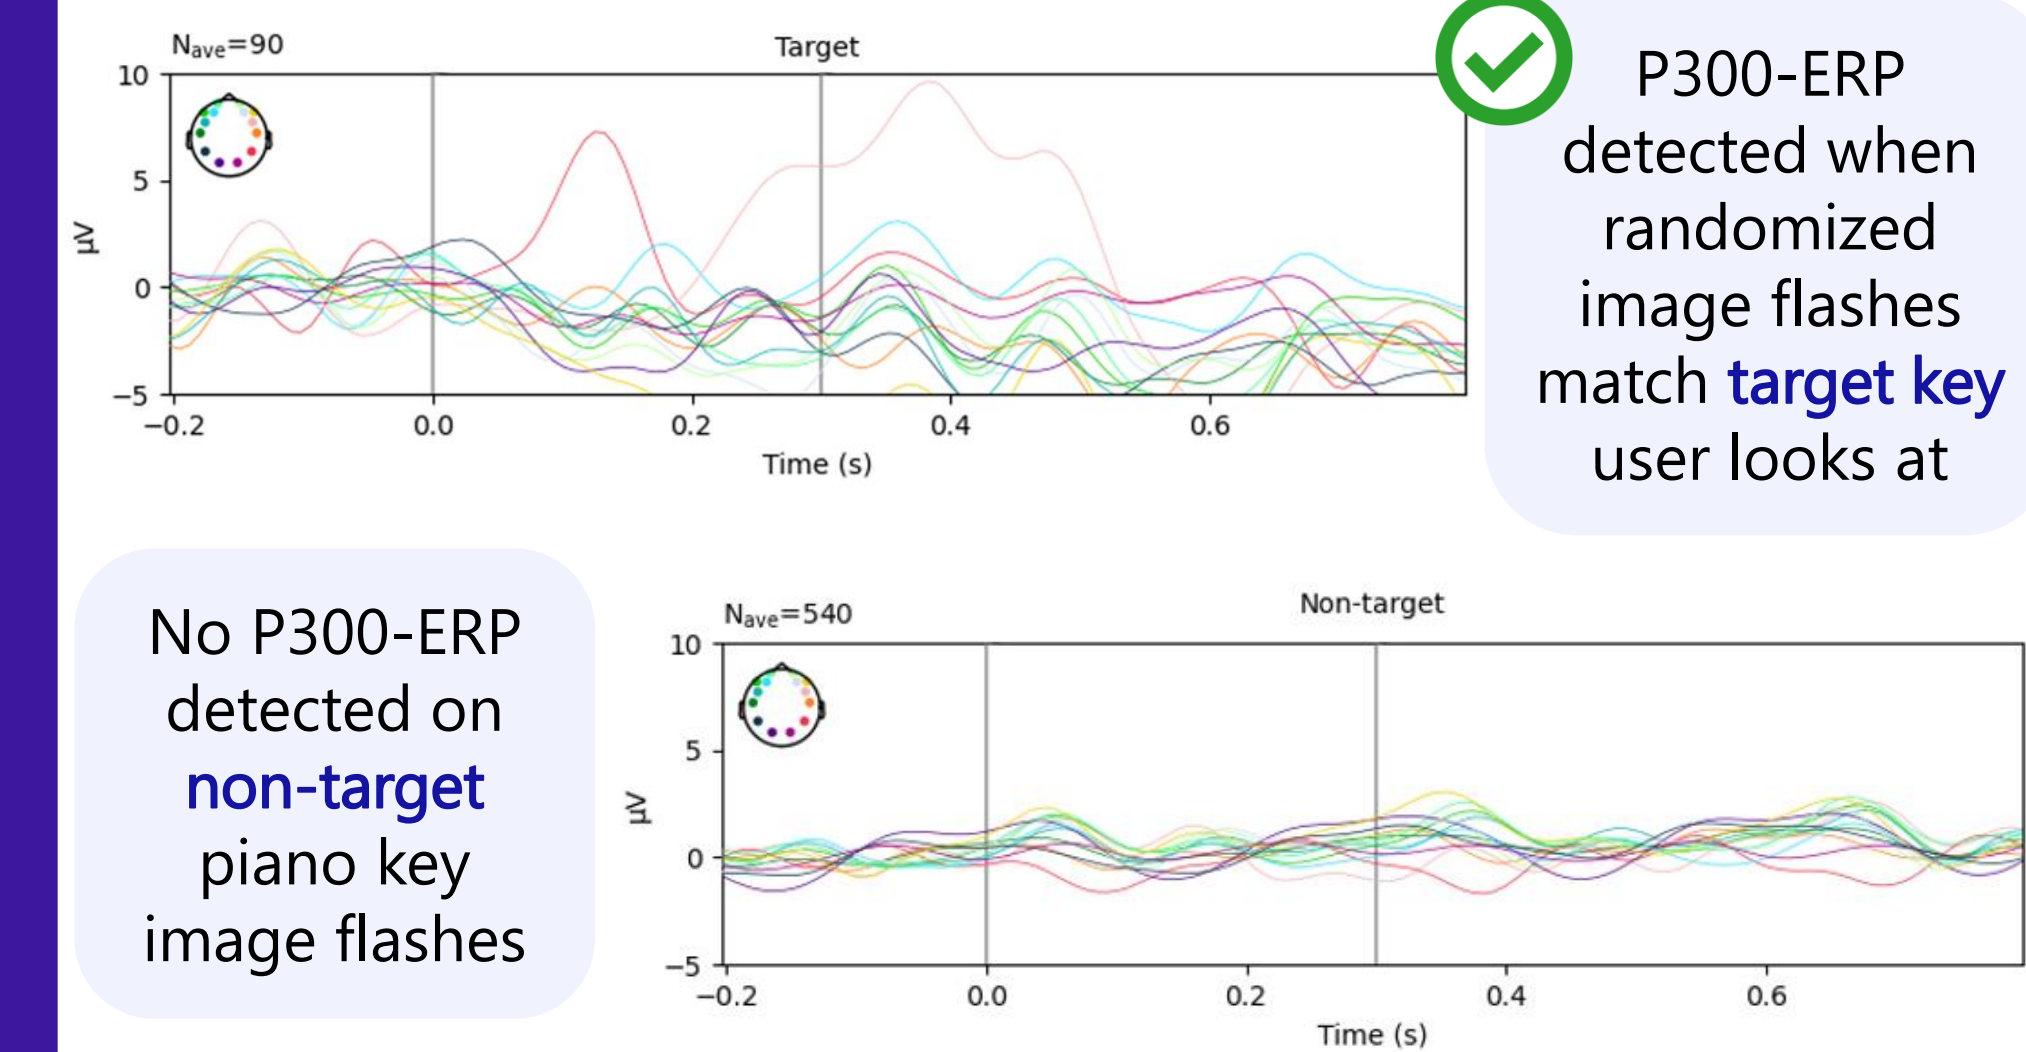 N_ave=90
Target
10
5
0
−5
µV
−0.2
0.0
0.2
0.4
0.6
Time (s)
P300-ERP
detected when
randomized
image flashes
match target key
user looks at
No P300-ERP
detected on
non-target
piano key
image flashes
N_ave=540
Non-target
10
5
0
−5
µV
−0.2
0.0
0.2
0.4
0.6
Time (s)